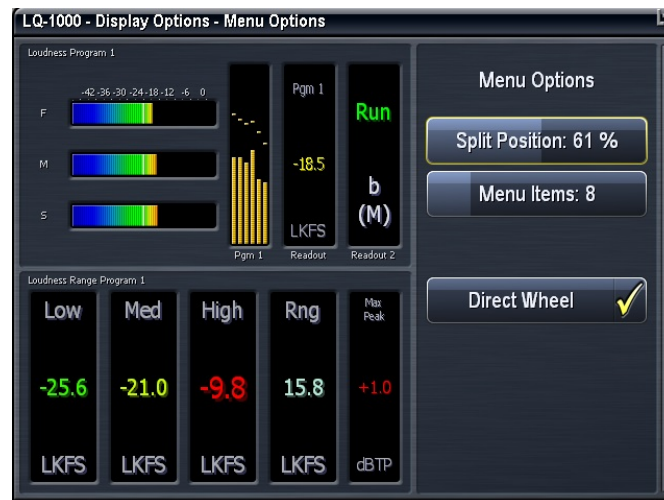 LQ-1000 - Display Options - Menu Options
Loudness Program 1
-42 -36 -30 -24 -18 -12 -6 0
F
M
S
Pgm 1
-18.5
LKFS
Run
b
(M)
Pgm 1 Readout Readout 2
Loudness Range Program 1
Low Med High Rng Max
Peak
-25.6 -21.0 -9.8 15.8 +1.0
LKFS LKFS LKFS LKFS dBTP
Menu Options
Split Position: 61 %
Menu Items: 8
Direct Wheel